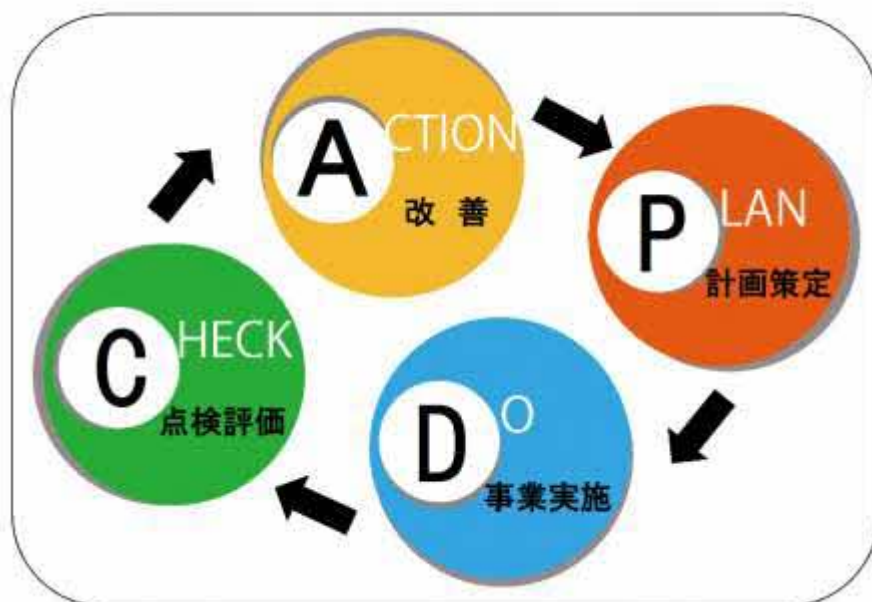 ACTION
改 善
PLAN
計画策定
CHECK
点検評価
DO
事業実施